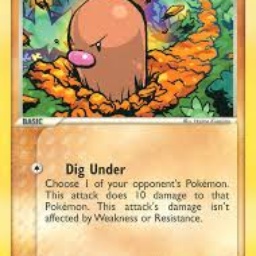 BASIC
Dig Under
Choose 1 of your opponent's Pokémon.
This attack does 10 damage to that
Pokémon. This attack's damage isn't
affected by Weakness or Resistance.